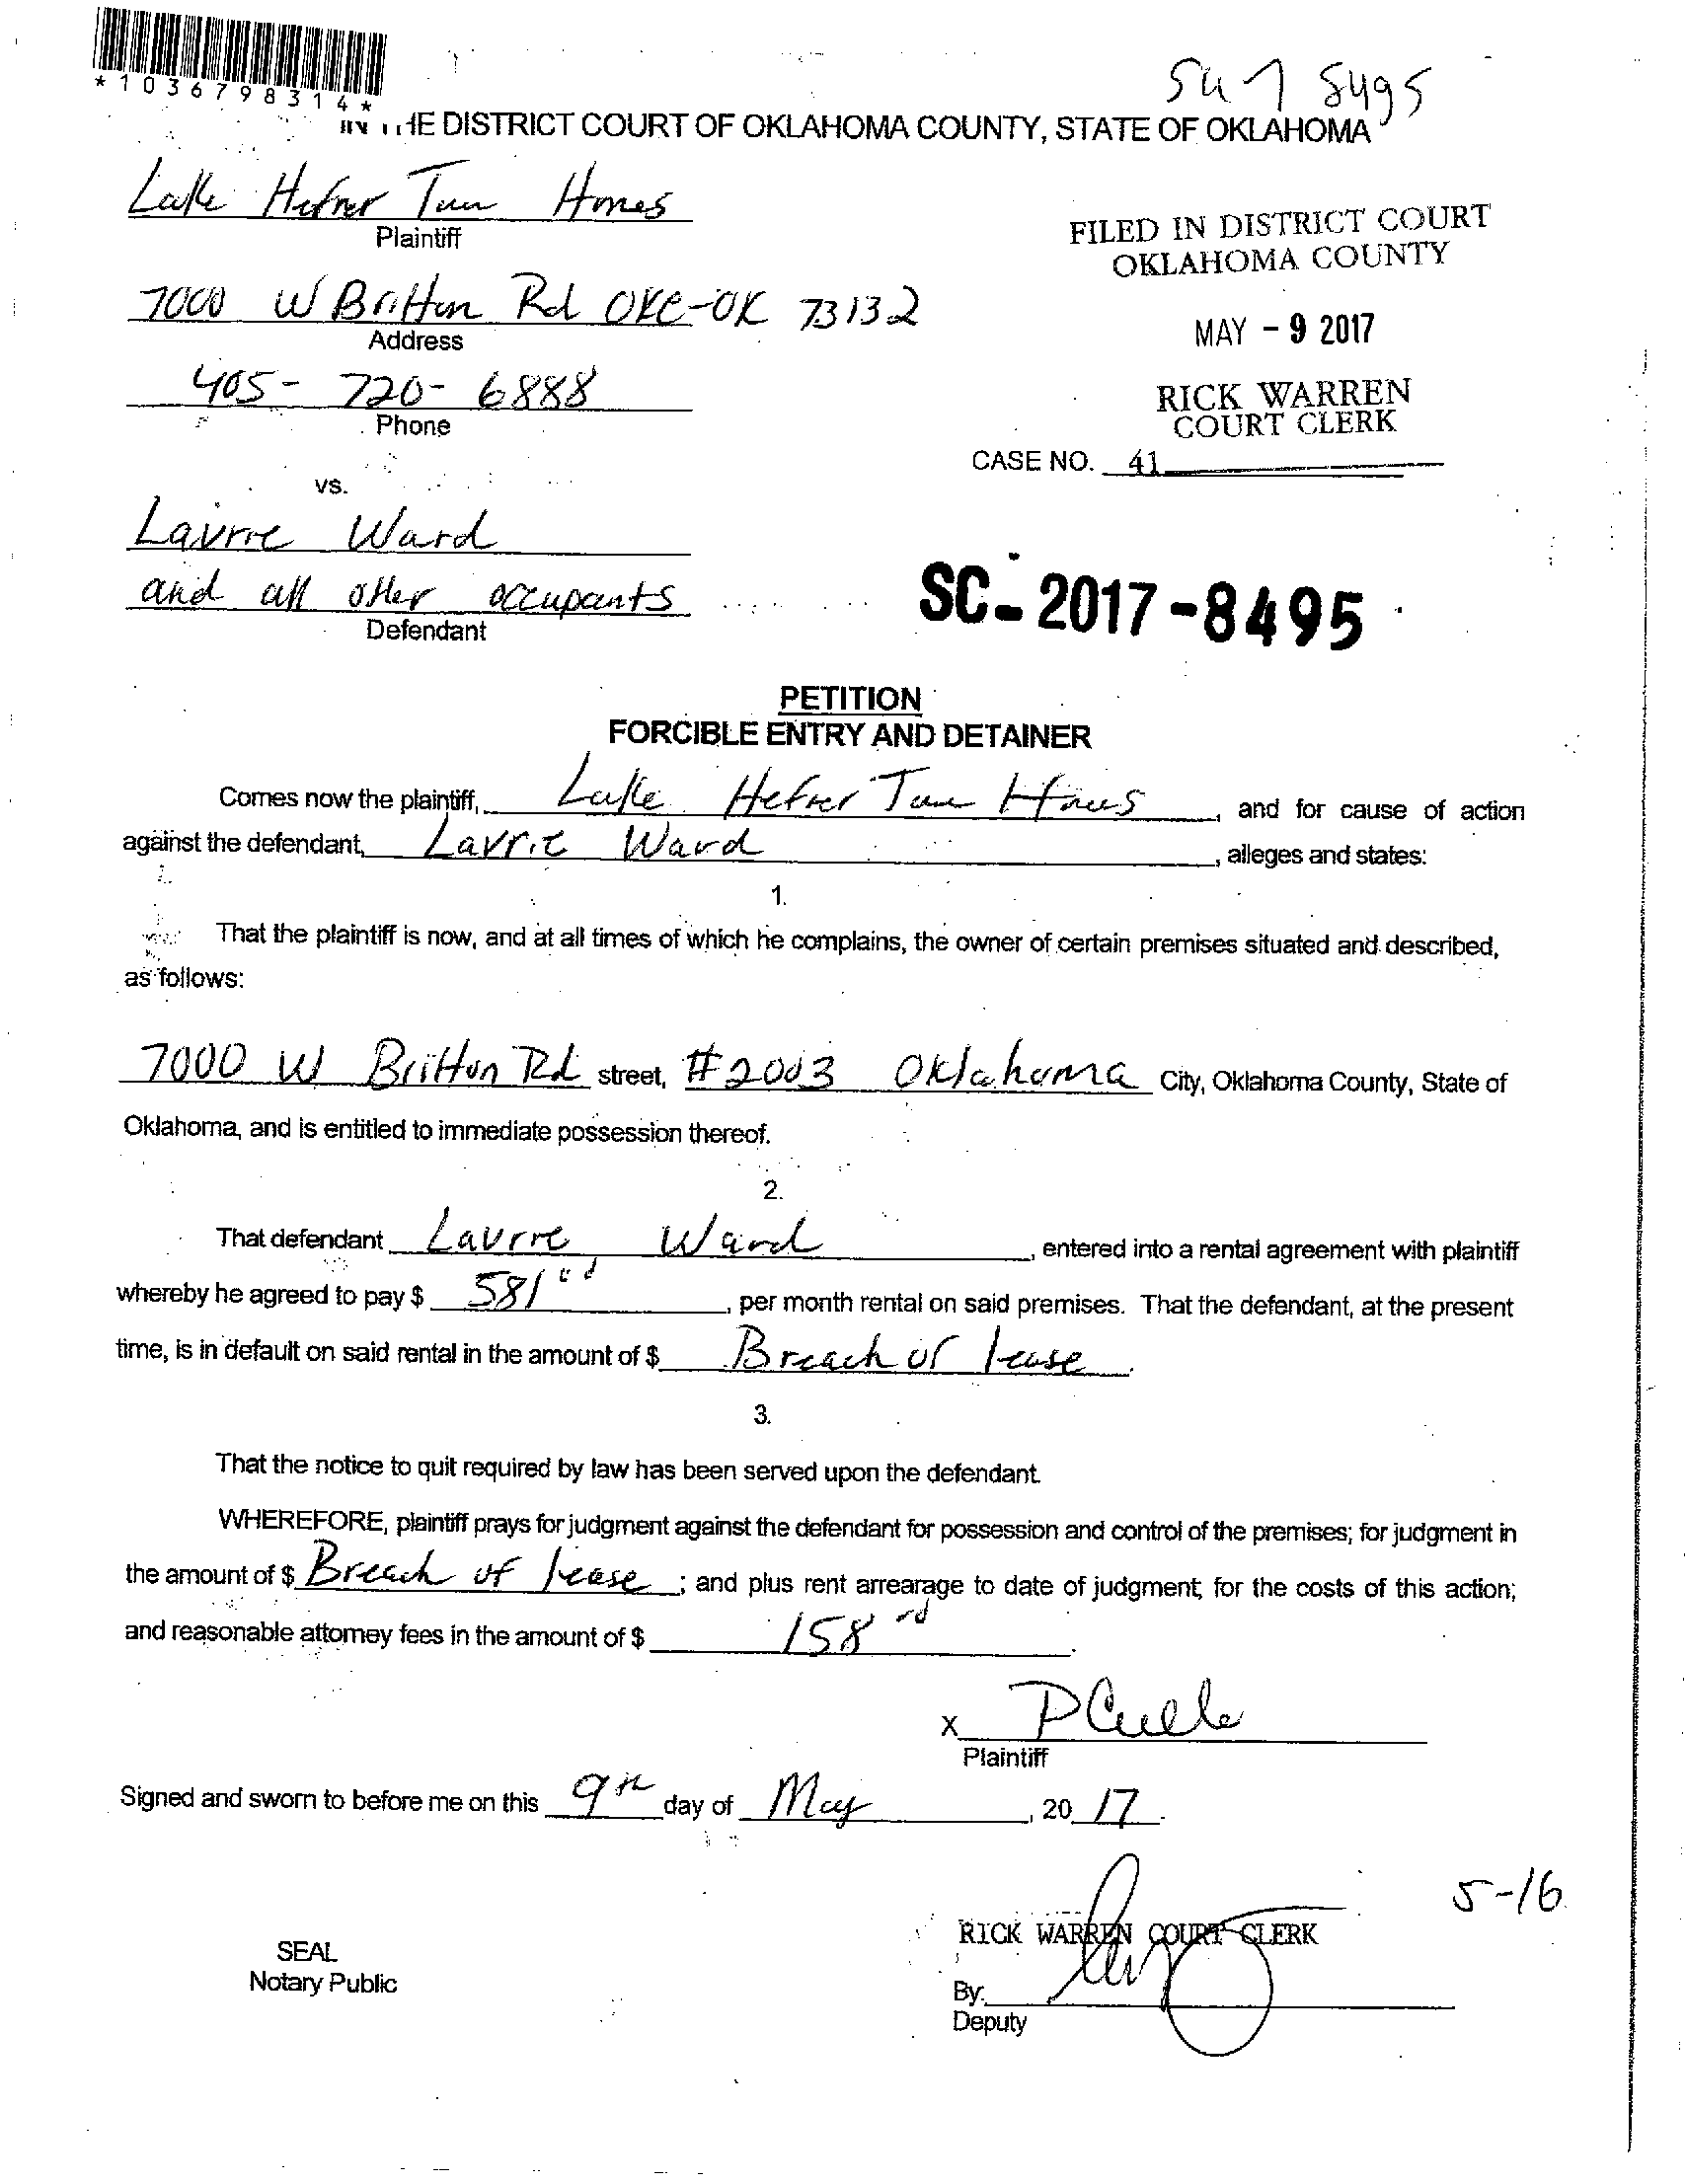 *1036798314*
8495
THE DISTRICT COURT OF OKLAHOMA COUNTY, STATE OF OKLAHOMA
Lake Hefner Town Homes
Plaintiff
FILED IN DISTRICT COURT
OKLAHOMA COUNTY
7000 W Britton Rd OKC-OK 73132
Address
MAY - 9 2017
405- 720- 6888
Phone
RICK WARREN
COURT CLERK
CASE NO. 41
vs.
Laurie Ward
and all other occupants
Defendant
SC-2017-8495
PETITION
FORCIBLE ENTRY AND DETAINER
Comes now the plaintiff, Lake Hefner Town Homes, and for cause of action
against the defendant, Laurie Ward, alleges and states:
1.
That the plaintiff is now, and at all times of which he complains, the owner of certain premises situated and described,
as follows:
7000 W Britton Rd street, #2003 Oklahoma City, Oklahoma County, State of
Oklahoma, and is entitled to immediate possession thereof.
2.
That defendant Laurie Ward, entered into a rental agreement with plaintiff
whereby he agreed to pay $ 581, per month rental on said premises. That the defendant, at the present
time, is in default on said rental in the amount of $ Breach of lease.
3.
That the notice to quit required by law has been served upon the defendant.
WHEREFORE, plaintiff prays for judgment against the defendant for possession and control of the premises; for judgment in
the amount of $ Breach of lease; and plus rent arrearage to date of judgment; for the costs of this action;
and reasonable attorney fees in the amount of $ 158.
X
Plaintiff
Signed and sworn to before me on this 9th day of May, 20 17.
5-16
RICK WARREN COURT CLERK
SEAL
Notary Public
By:
Deputy